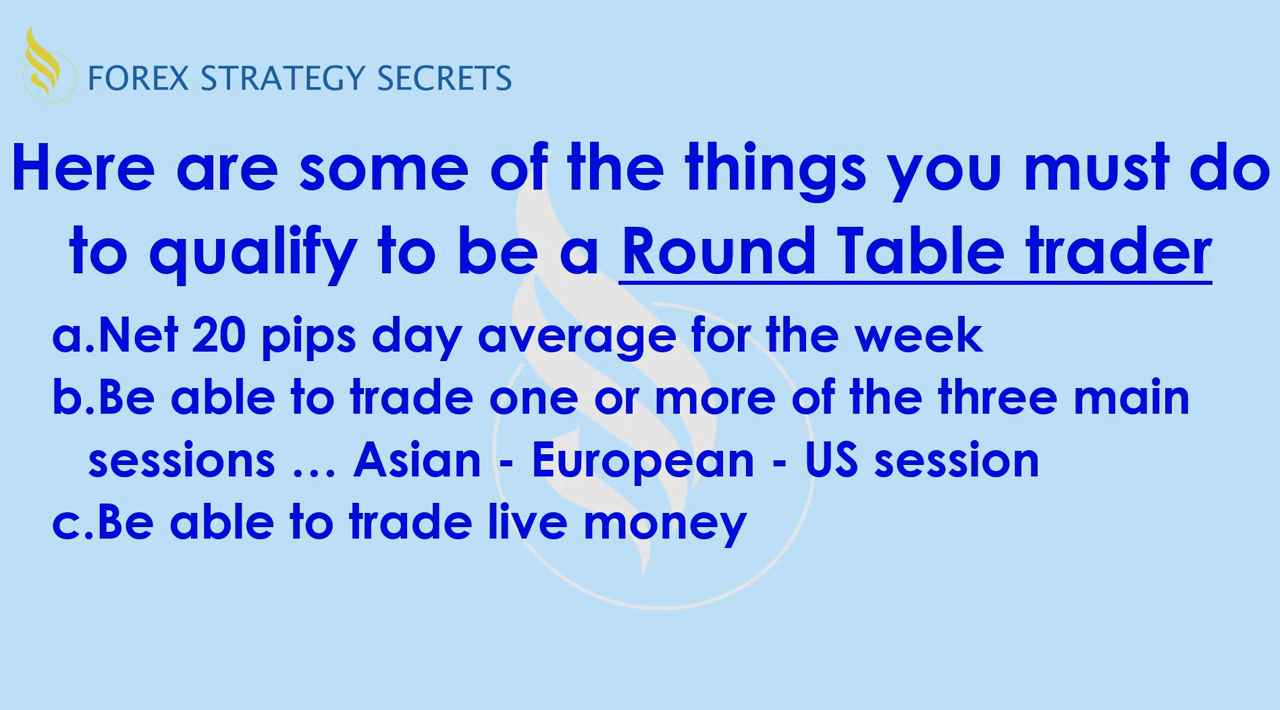 FOREX STRATEGY SECRETS
Here are some of the things you must do
to qualify to be a Round Table trader
a.Net 20 pips day average for the week
b.Be able to trade one or more of the three main
sessions … Asian - European - US session
c.Be able to trade live money